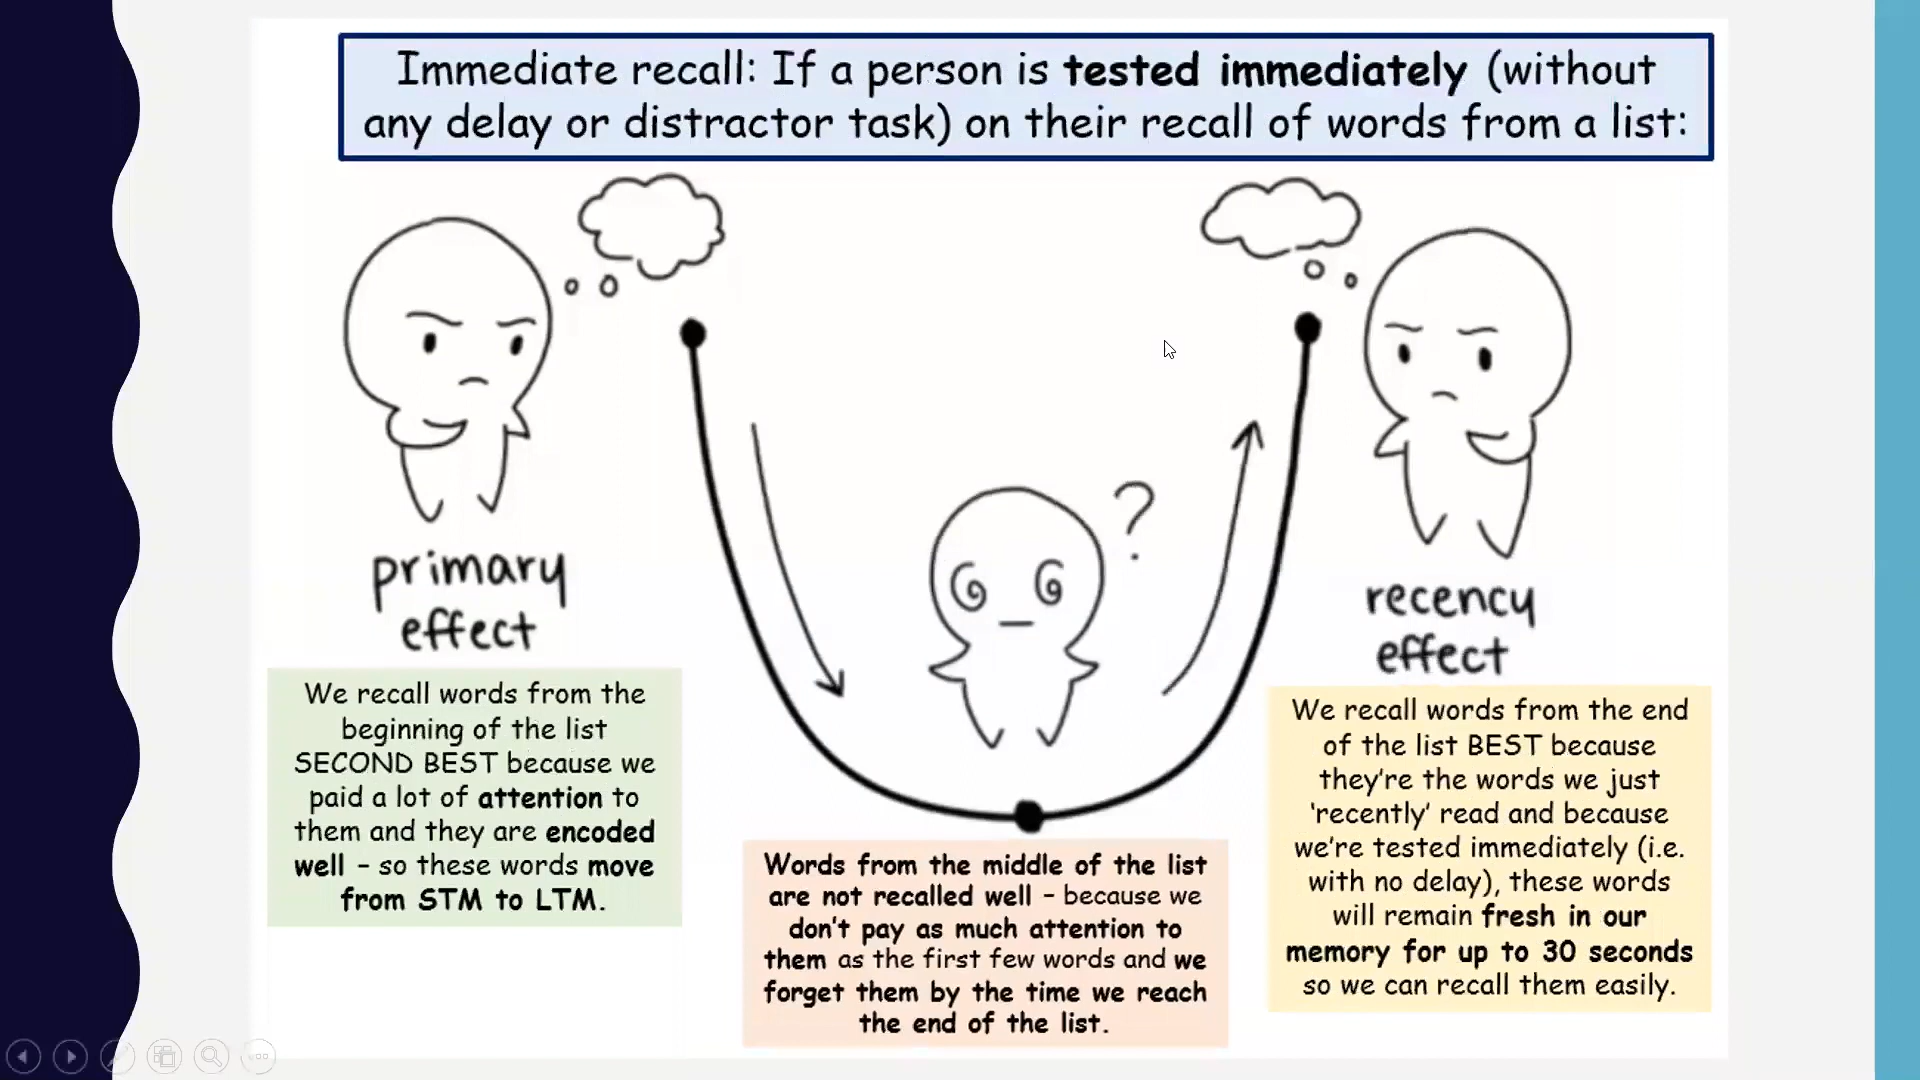 Immediate recall: If a person is tested immediately (without
any delay or distractor task) on their recall of words from a list:
?
primary
effect
recency
effect
We recall words from the
beginning of the list
SECOND BEST because we
paid a lot of attention to
them and they are encoded
well – so these words move
from STM to LTM.
Words from the middle of the list
are not recalled well – because we
don't pay as much attention to
them as the first few words and we
forget them by the time we reach
the end of the list.
We recall words from the end
of the list BEST because
they're the words we just
'recently' read and because
we're tested immediately (i.e.
with no delay), these words
will remain fresh in our
memory for up to 30 seconds
so we can recall them easily.